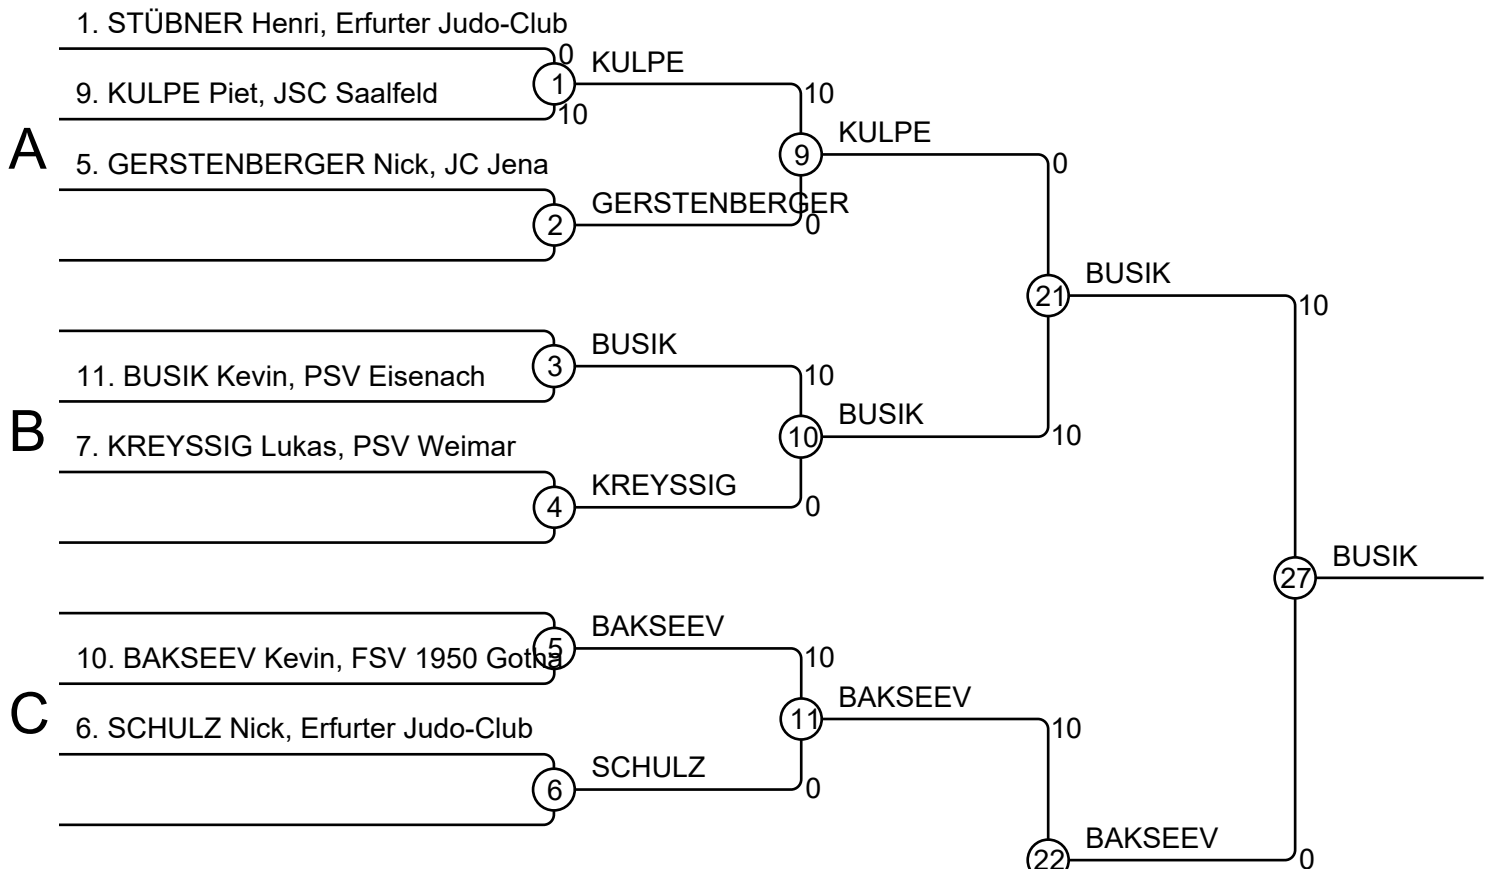 1. STÜBNER Henri, Erfurter Judo-Club
0
KULPE
1
9. KULPE Piet, JSC Saalfeld
10
10
A
KULPE
9
0
5. GERSTENBERGER Nick, JC Jena
GERSTENBERGER
2
0
BUSIK
21
10
BUSIK
3
11. BUSIK Kevin, PSV Eisenach
10
B
BUSIK
10
10
7. KREYSSIG Lukas, PSV Weimar
KREYSSIG
4
0
BUSIK
27
BAKSEEV
5
10. BAKSEEV Kevin, FSV 1950 Gotha
10
C
BAKSEEV
11
10
6. SCHULZ Nick, Erfurter Judo-Club
SCHULZ
6
0
BAKSEEV
22
0